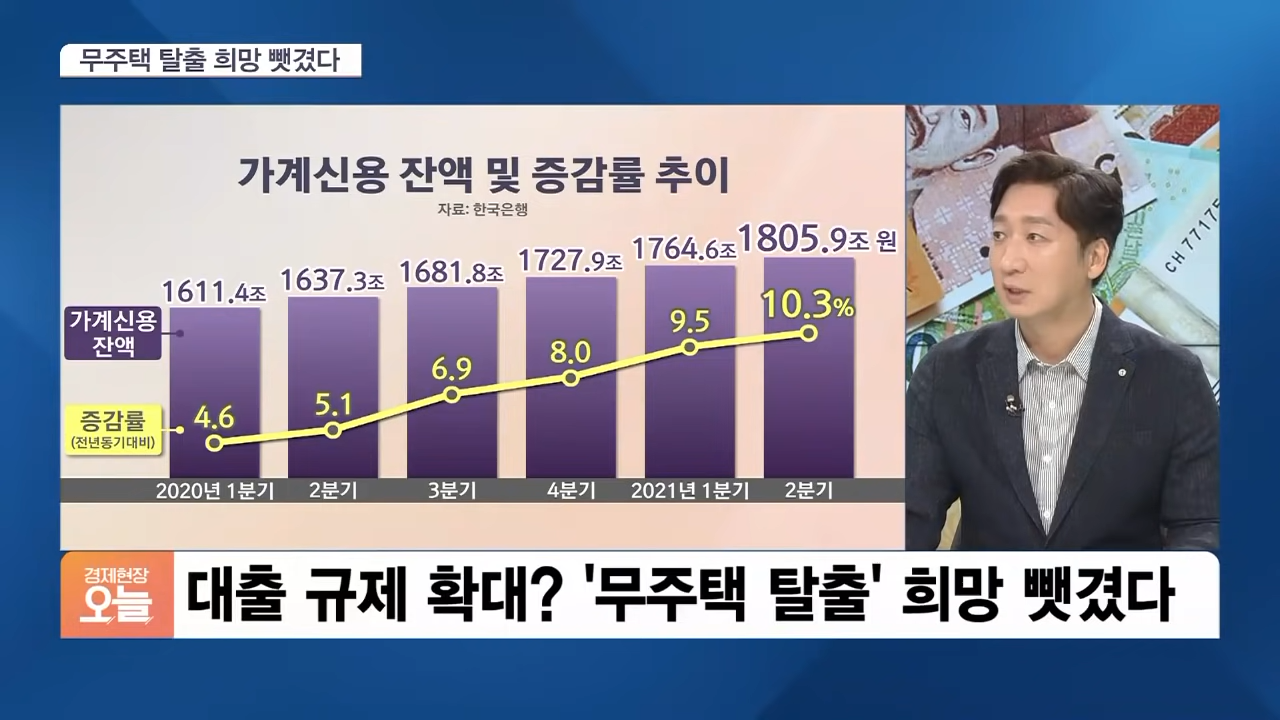 무주택 탈출 희망 뺏겼다
가계신용 잔액 및 증감률 추이
자료: 한국은행
1611.4조
1637.3조
1681.8조
1727.9조
1764.6조
1805.9조 원
가계신용
잔액
증감률
(전년동기대비)
4.6
5.1
6.9
8.0
9.5
10.3%
2020년 1분기
2분기
3분기
4분기
2021년 1분기
2분기
CH 77175
경제현장
오늘
대출 규제 확대? '무주택 탈출' 희망 뺏겼다